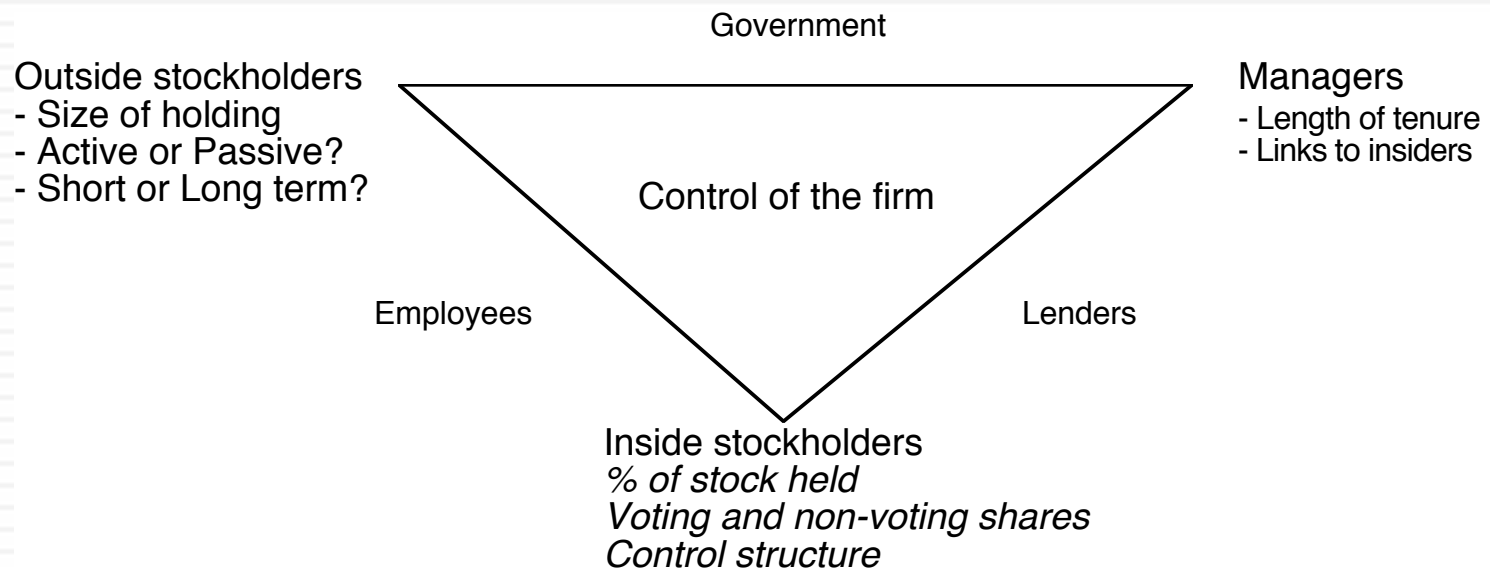 Government
Outside stockholders
- Size of holding
- Active or Passive?
- Short or Long term?
Managers
- Length of tenure
- Links to insiders
Control of the firm
Employees
Lenders
Inside stockholders
% of stock held
Voting and non-voting shares
Control structure